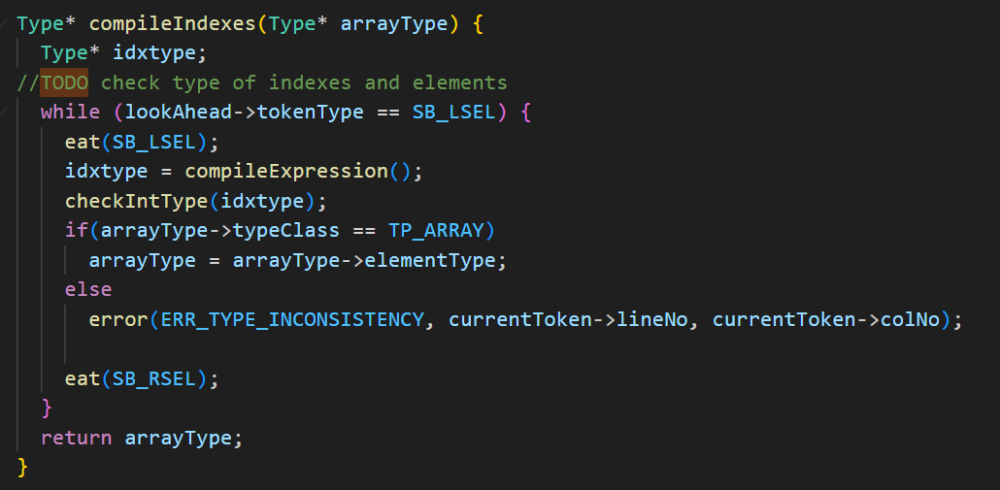 Type* compileIndexes(Type* arrayType) {
  Type* idxtype;
//TODO check type of indexes and elements
  while (lookAhead->tokenType == SB_LSEL) {
    eat(SB_LSEL);
    idxtype = compileExpression();
    checkIntType(idxtype);
    if(arrayType->typeClass == TP_ARRAY)
      arrayType = arrayType->elementType;
    else
      error(ERR_TYPE_INCONSISTENCY, currentToken->lineNo, currentToken->colNo);
    eat(SB_RSEL);
  }
  return arrayType;
}